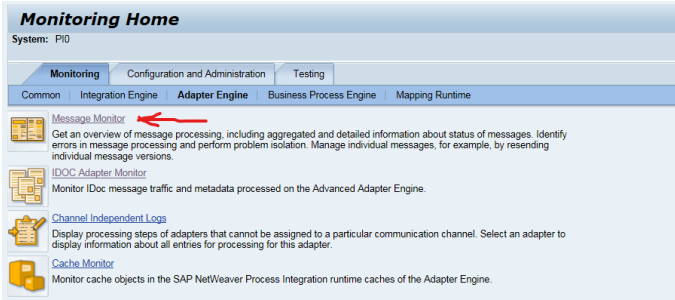 Monitoring Home
System: PI0
Monitoring Configuration and Administration Testing
Common Integration Engine Adapter Engine Business Process Engine Mapping Runtime
Message Monitor
Get an overview of message processing, including aggregated and detailed information about status of messages. Identify
errors in message processing and perform problem isolation. Manage individual messages, for example, by resending
individual message versions.
IDOC Adapter Monitor
Monitor IDoc message traffic and metadata processed on the Advanced Adapter Engine.
Channel Independent Logs
Display processing steps of adapters that cannot be assigned to a particular communication channel. Select an adapter to
display information about all entries for processing for this adapter.
Cache Monitor
Monitor cache objects in the SAP NetWeaver Process Integration runtime caches of the Adapter Engine.